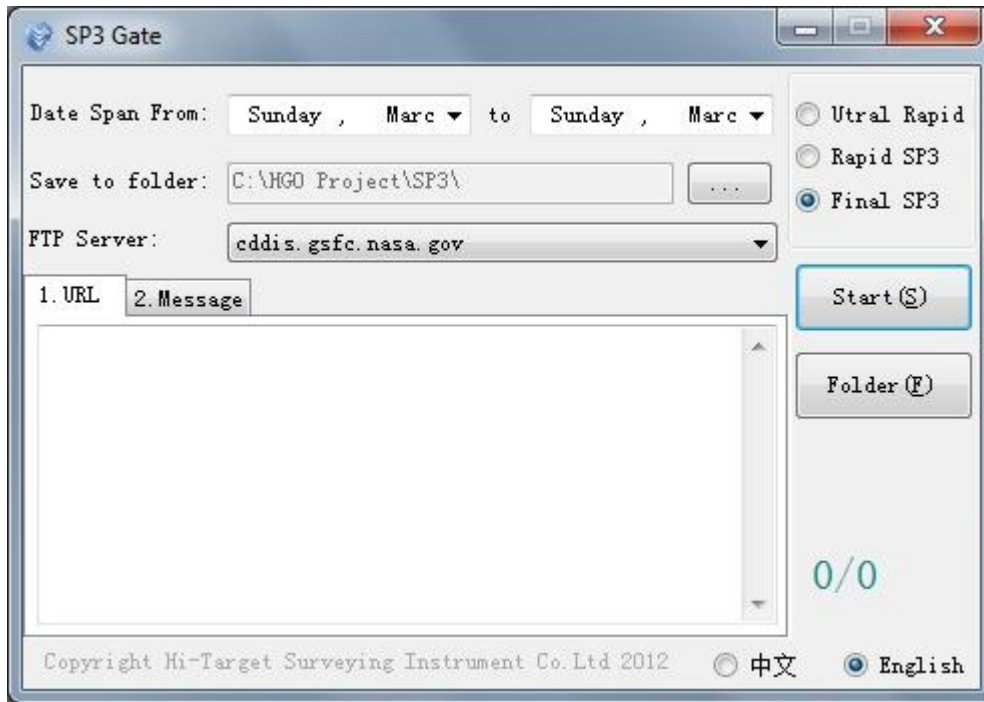 SP3 Gate
Date Span From: Sunday , Marc to Sunday , Marc
Utral Rapid
Rapid SP3
Final SP3
Save to folder: C:\HGO Project\SP3\ ...
FTP Server: cddis.gsfc.nasa.gov
1.URL 2.Message
Start(S)
Folder(F)
0/0
Copyright Hi-Target Surveying Instrument Co.Ltd 2012 中文 English